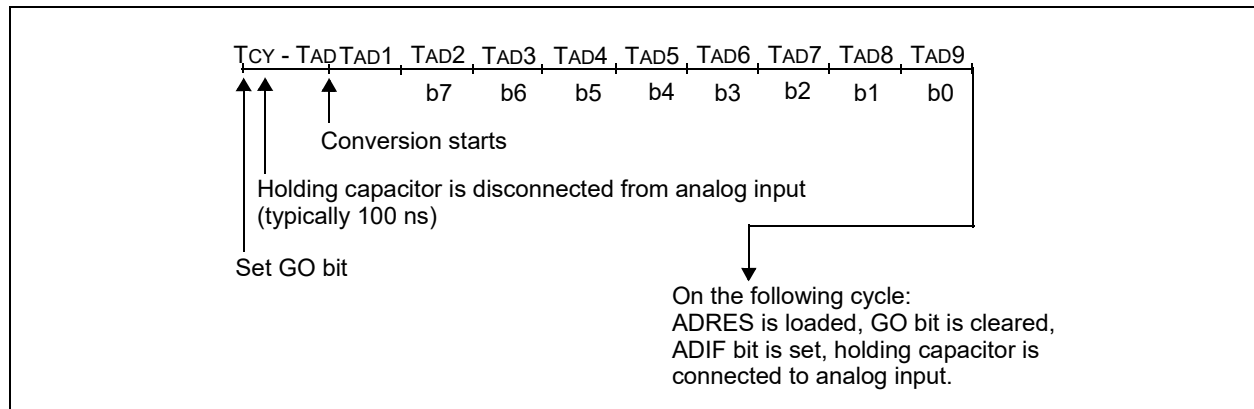 TCY - TAD TAD1 TAD2 TAD3 TAD4 TAD5 TAD6 TAD7 TAD8 TAD9
b7 b6 b5 b4 b3 b2 b1 b0
Conversion starts
Holding capacitor is disconnected from analog input
(typically 100 ns)
Set GO bit
On the following cycle:
ADRES is loaded, GO bit is cleared,
ADIF bit is set, holding capacitor is
connected to analog input.